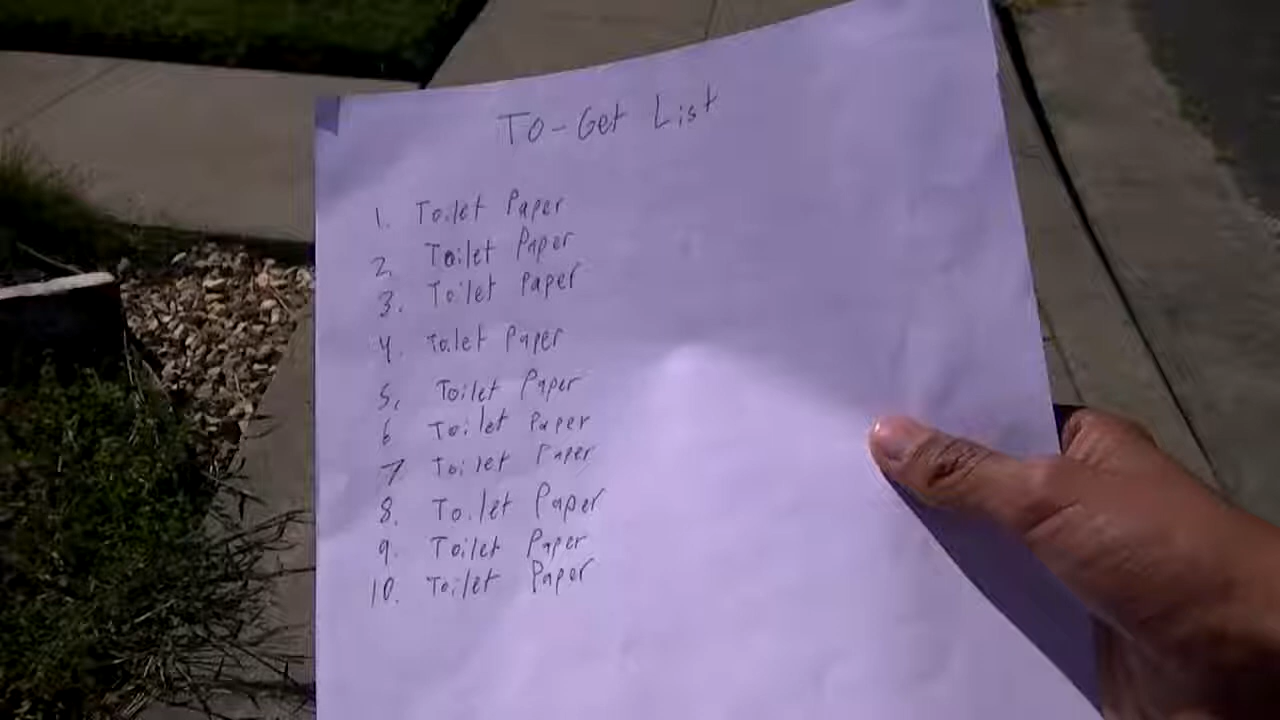 To-Get List
1. Toilet Paper
2. Toilet Paper
3. Toilet Paper
4. Toilet Paper
5. Toilet Paper
6 Toilet Paper
7 Toilet Paper
8. Toilet Paper
9. Toilet Paper
10. Toilet Paper